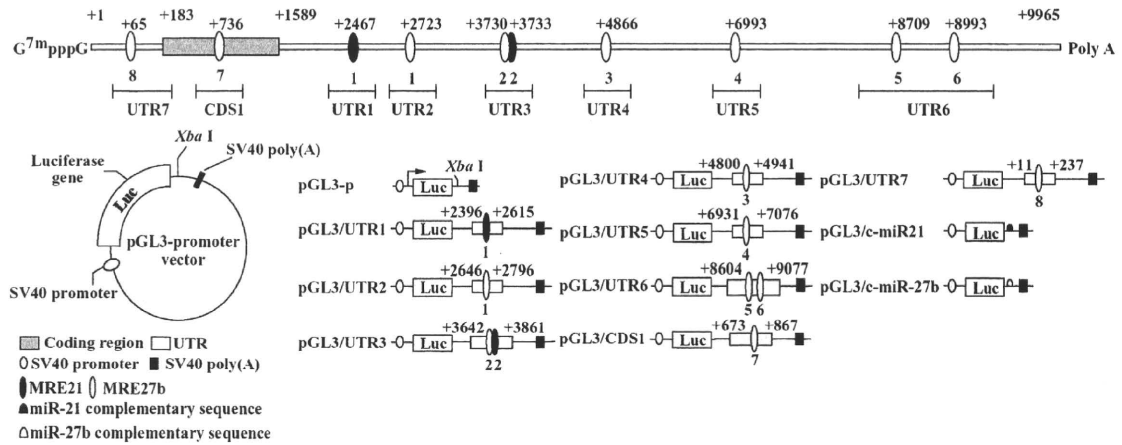 +1 +65 +183 +736 +1589 +2467 +2723 +3730 +3733 +4866 +6993 +8709 +8993 +9965
G7mpppG Poly A
8 7 1 1 2 2 3 4 5 6
UTR7 CDS1 UTR1 UTR2 UTR3 UTR4 UTR5 UTR6
Xba I
SV40 poly(A)
Luciferase
gene
Luc
pGL3-promoter
vector
SV40 promoter
Coding region UTR
SV40 promoter SV40 poly(A)
MRE21 MRE27b
miR-21 complementary sequence
miR-27b complementary sequence
pGL3-p Luc Xba I
+2396 +2615
pGL3/UTR1 Luc
1
+2646 +2796
pGL3/UTR2 Luc
1
+3642 +3861
pGL3/UTR3 Luc
2 2
+4800 +4941
pGL3/UTR4 Luc
3
+6931 +7076
pGL3/UTR5 Luc
4
+8604 +9077
pGL3/UTR6 Luc
5 6
+673 +867
pGL3/CDS1 Luc
7
+11 +237
pGL3/UTR7 Luc
8
pGL3/c-miR21 Luc
pGL3/c-miR-27b Luc